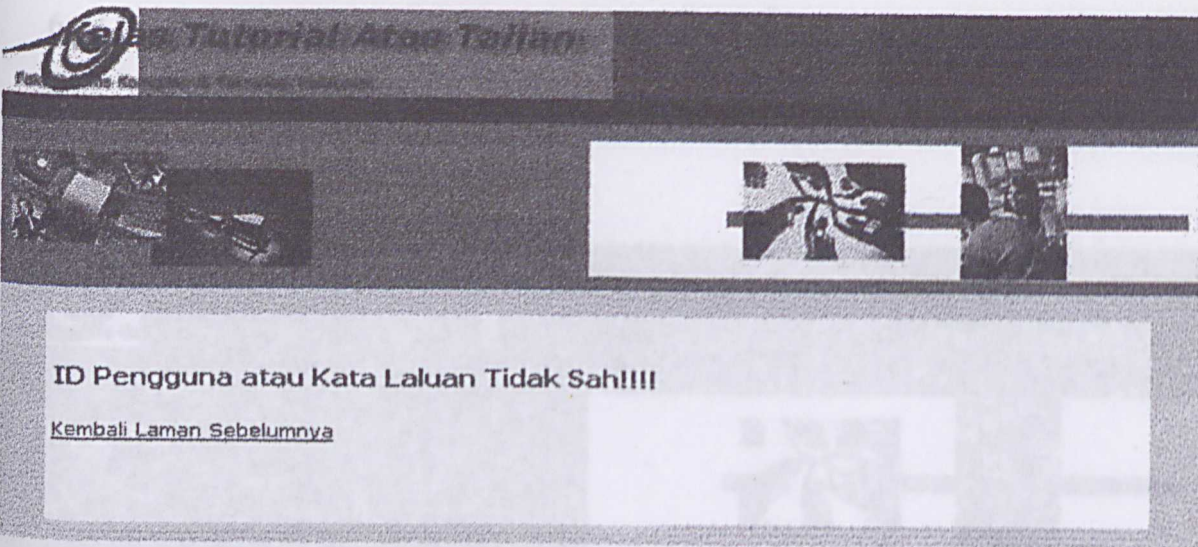 Kelas Tutorial Atas Talian
ID Pengguna atau Kata Laluan Tidak Sah!!!!
Kembali Laman Sebelumnya